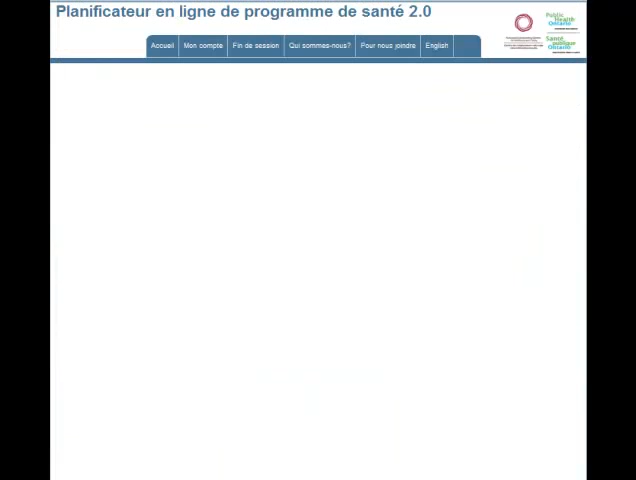 Planificateur en ligne de programme de santé 2.0
Accueil
Mon compte
Fin de session
Qui sommes-nous?
Pour nous joindre
English
Public
Health
Ontario
Santé
publique
Ontario